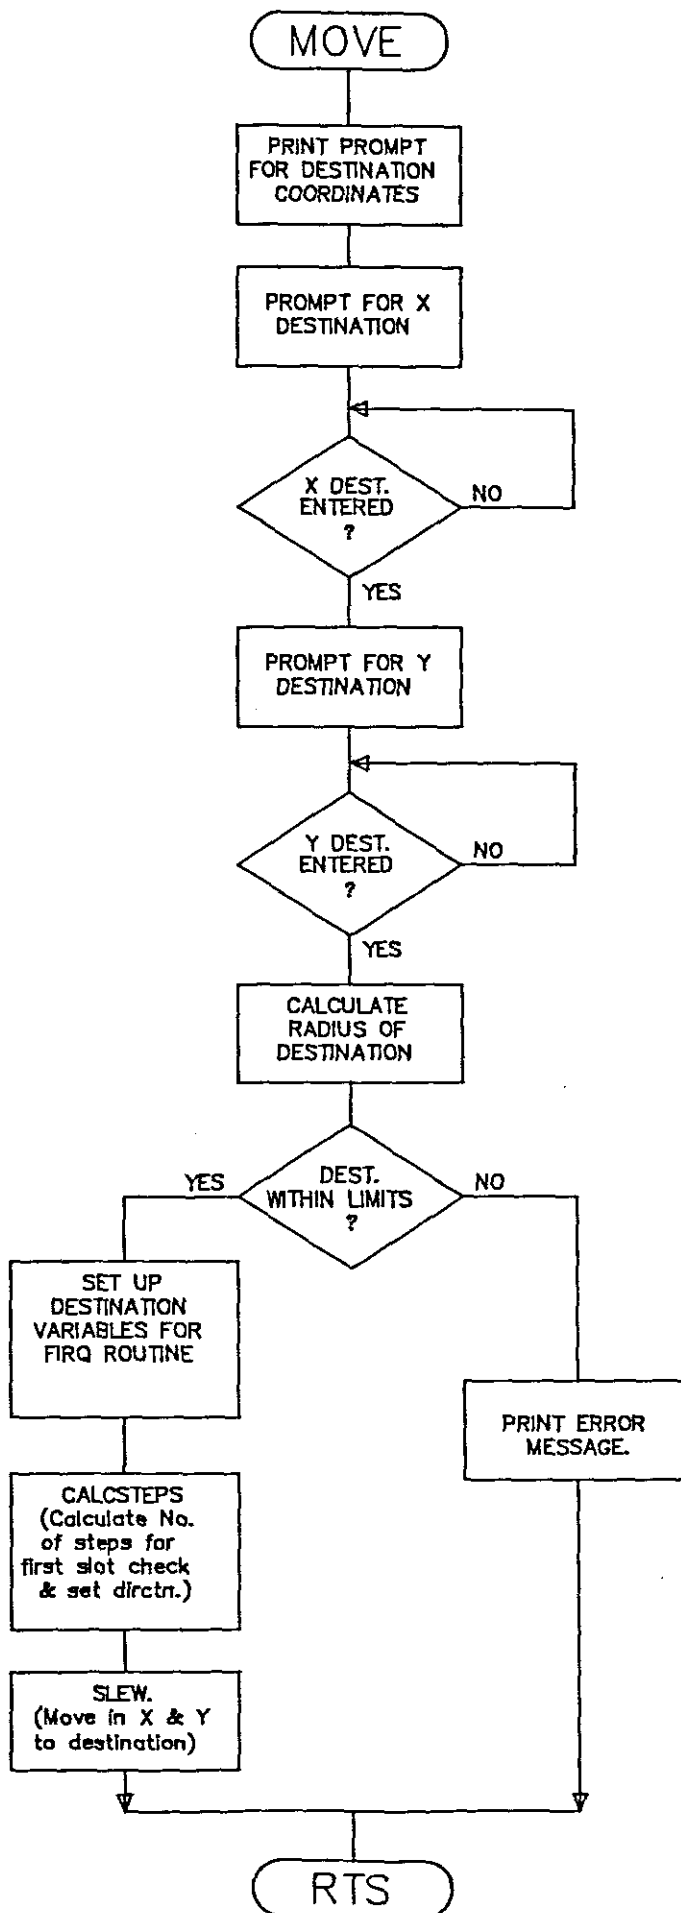 MOVE
PRINT PROMPT
FOR DESTINATION
COORDINATES
PROMPT FOR X
DESTINATION
X DEST.
ENTERED
?
NO
YES
PROMPT FOR Y
DESTINATION
Y DEST.
ENTERED
?
NO
YES
CALCULATE
RADIUS OF
DESTINATION
DEST.
WITHIN LIMITS
?
YES
NO
SET UP
DESTINATION
VARIABLES FOR
FIRQ ROUTINE
PRINT ERROR
MESSAGE.
CALCSTEPS
(Calculate No.
of steps for
first slot check
& set dirctn.)
SLEW.
(Move in X & Y
to destination)
RTS